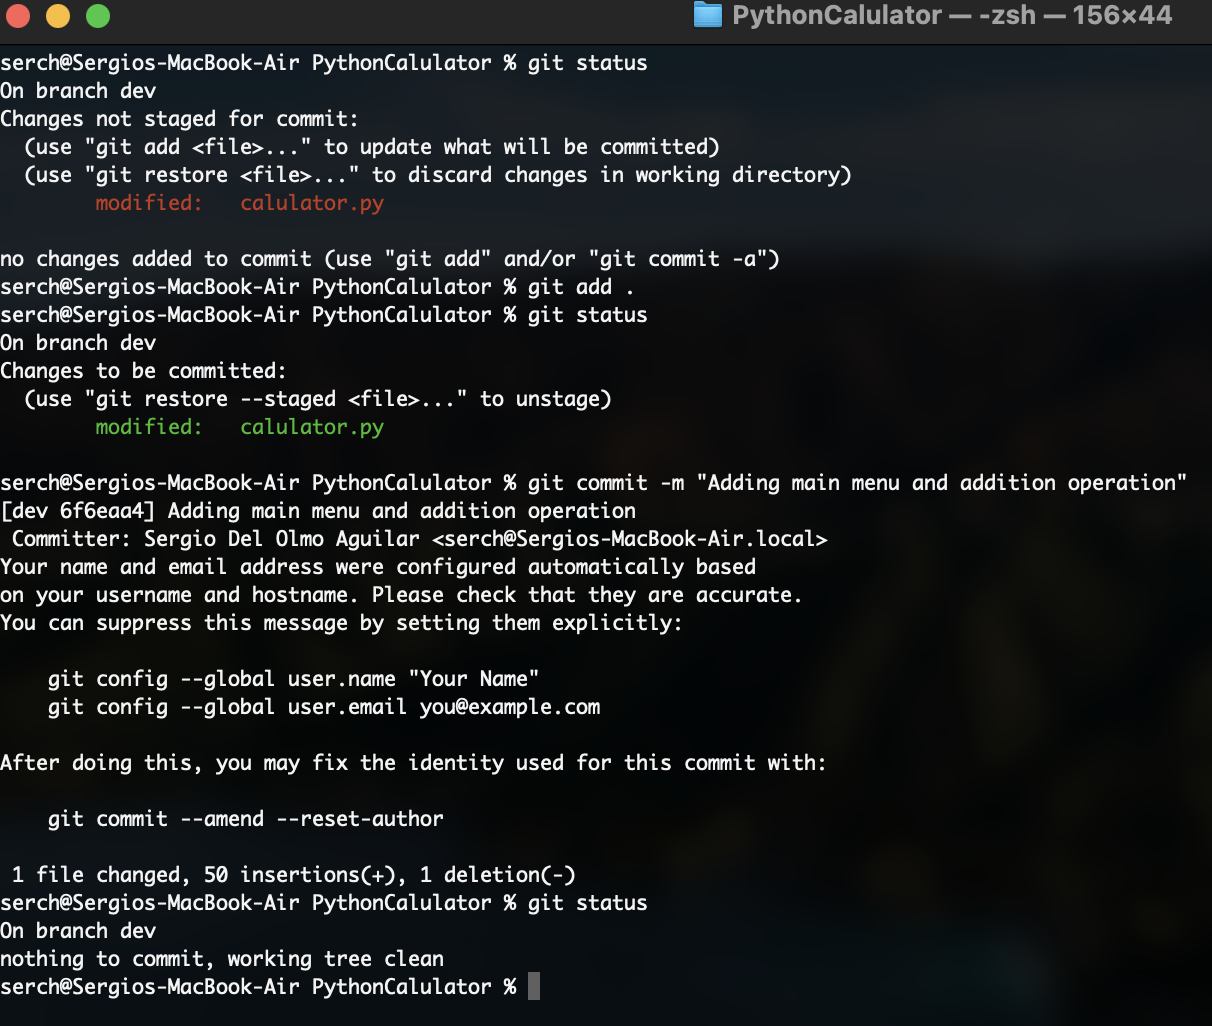 PythonCalulator — -zsh — 156×44
serch@Sergios-MacBook-Air PythonCalulator % git status
On branch dev
Changes not staged for commit:
  (use "git add <file>..." to update what will be committed)
  (use "git restore <file>..." to discard changes in working directory)
        modified:   calulator.py

no changes added to commit (use "git add" and/or "git commit -a")
serch@Sergios-MacBook-Air PythonCalulator % git add .
serch@Sergios-MacBook-Air PythonCalulator % git status
On branch dev
Changes to be committed:
  (use "git restore --staged <file>..." to unstage)
        modified:   calulator.py

serch@Sergios-MacBook-Air PythonCalulator % git commit -m "Adding main menu and addition operation"
[dev 6f6eaa4] Adding main menu and addition operation
 Committer: Sergio Del Olmo Aguilar <serch@Sergios-MacBook-Air.local>
Your name and email address were configured automatically based
on your username and hostname. Please check that they are accurate.
You can suppress this message by setting them explicitly:

    git config --global user.name "Your Name"
    git config --global user.email you@example.com

After doing this, you may fix the identity used for this commit with:

    git commit --amend --reset-author

 1 file changed, 50 insertions(+), 1 deletion(-)
serch@Sergios-MacBook-Air PythonCalulator % git status
On branch dev
nothing to commit, working tree clean
serch@Sergios-MacBook-Air PythonCalulator %